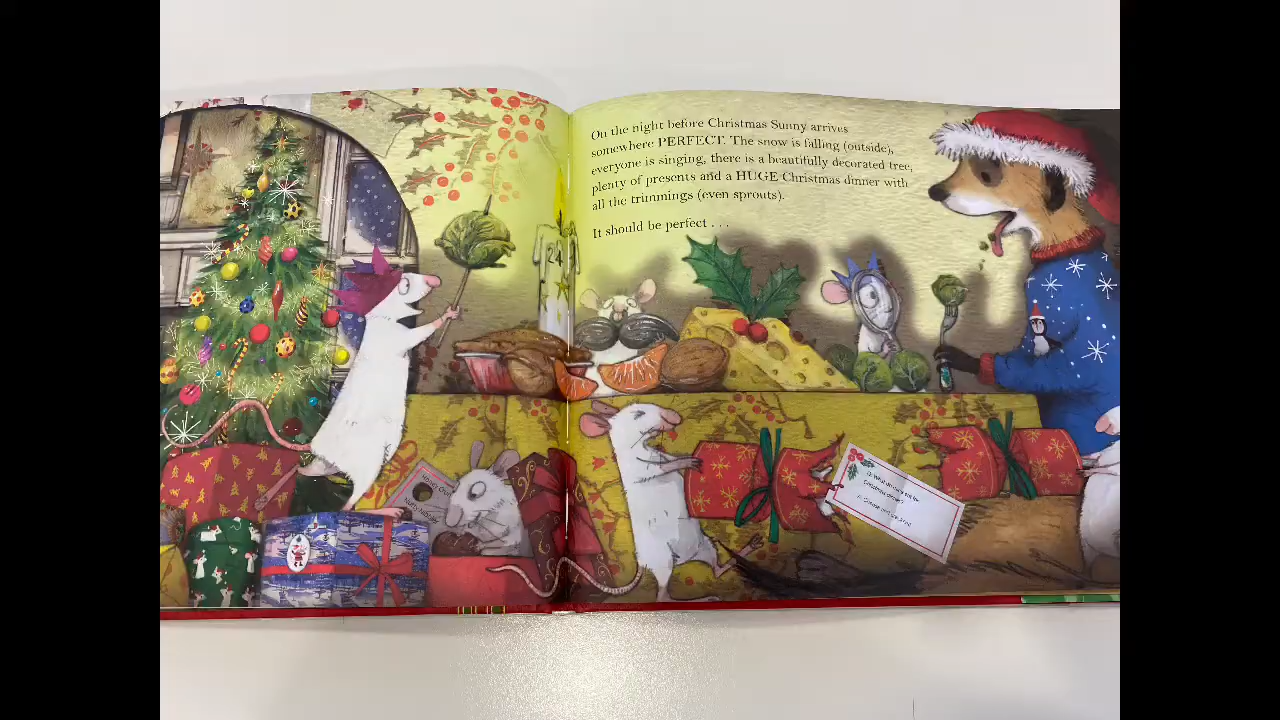 On the night before Christmas Sunny arrives
somewhere PERFECT. The snow is falling (outside),
everyone is singing, there is a beautifully decorated tree,
plenty of presents and a HUGE Christmas dinner with
all the trimmings (even sprouts).
It should be perfect . . .
24
Christmas dinner?